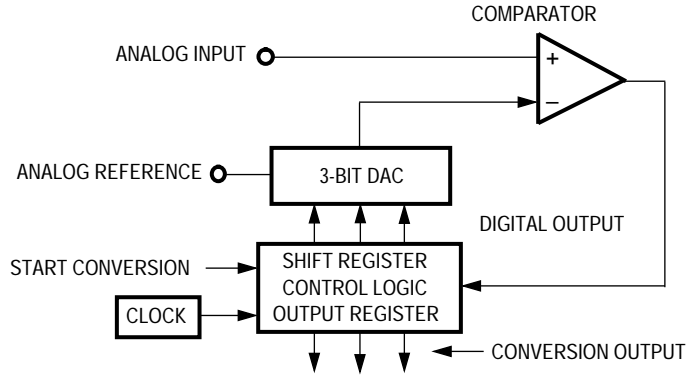 COMPARATOR
ANALOG INPUT
+
−
ANALOG REFERENCE
3-BIT DAC
DIGITAL OUTPUT
START CONVERSION
SHIFT REGISTER
CONTROL LOGIC
OUTPUT REGISTER
CLOCK
CONVERSION OUTPUT